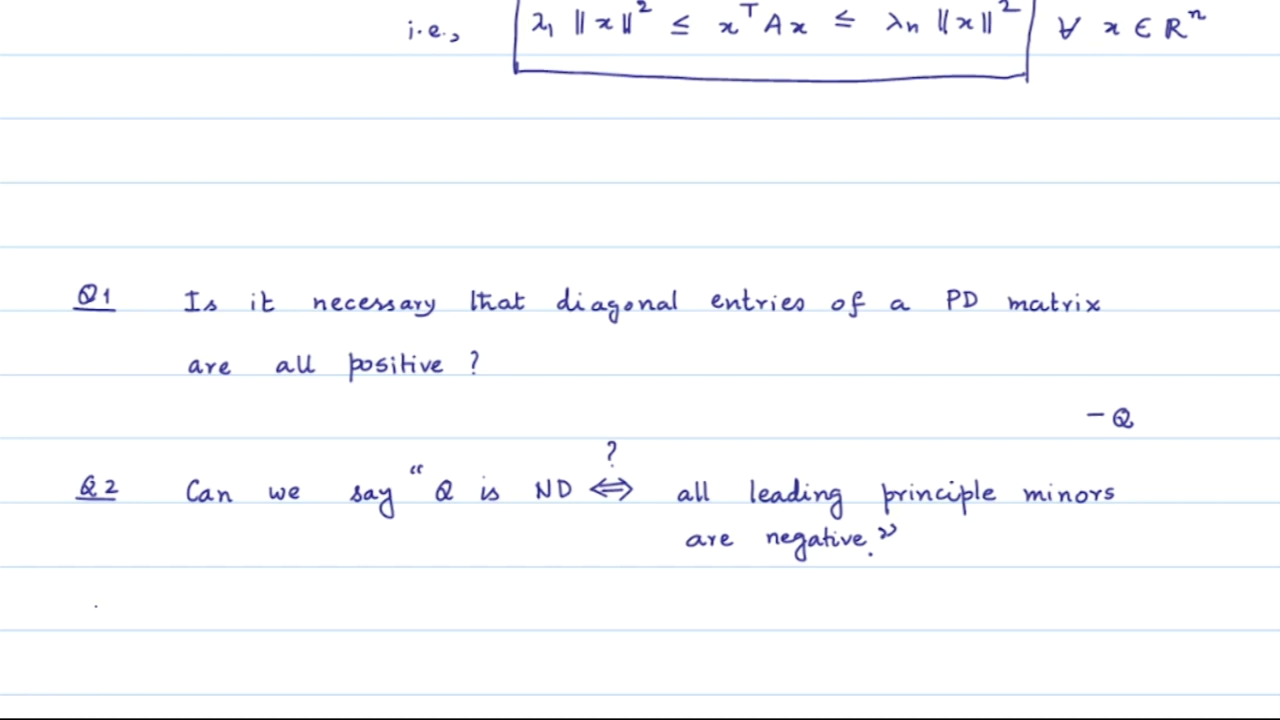 i.e., λ₁ ‖x‖² ≤ xᵀAx ≤ λn ‖x‖² ∀ x ∈ Rⁿ
Q1 Is it necessary that diagonal entries of a PD matrix
are all positive ?
- Q
?
Q2 Can we say "Q is ND ⇔ all leading principle minors
are negative."